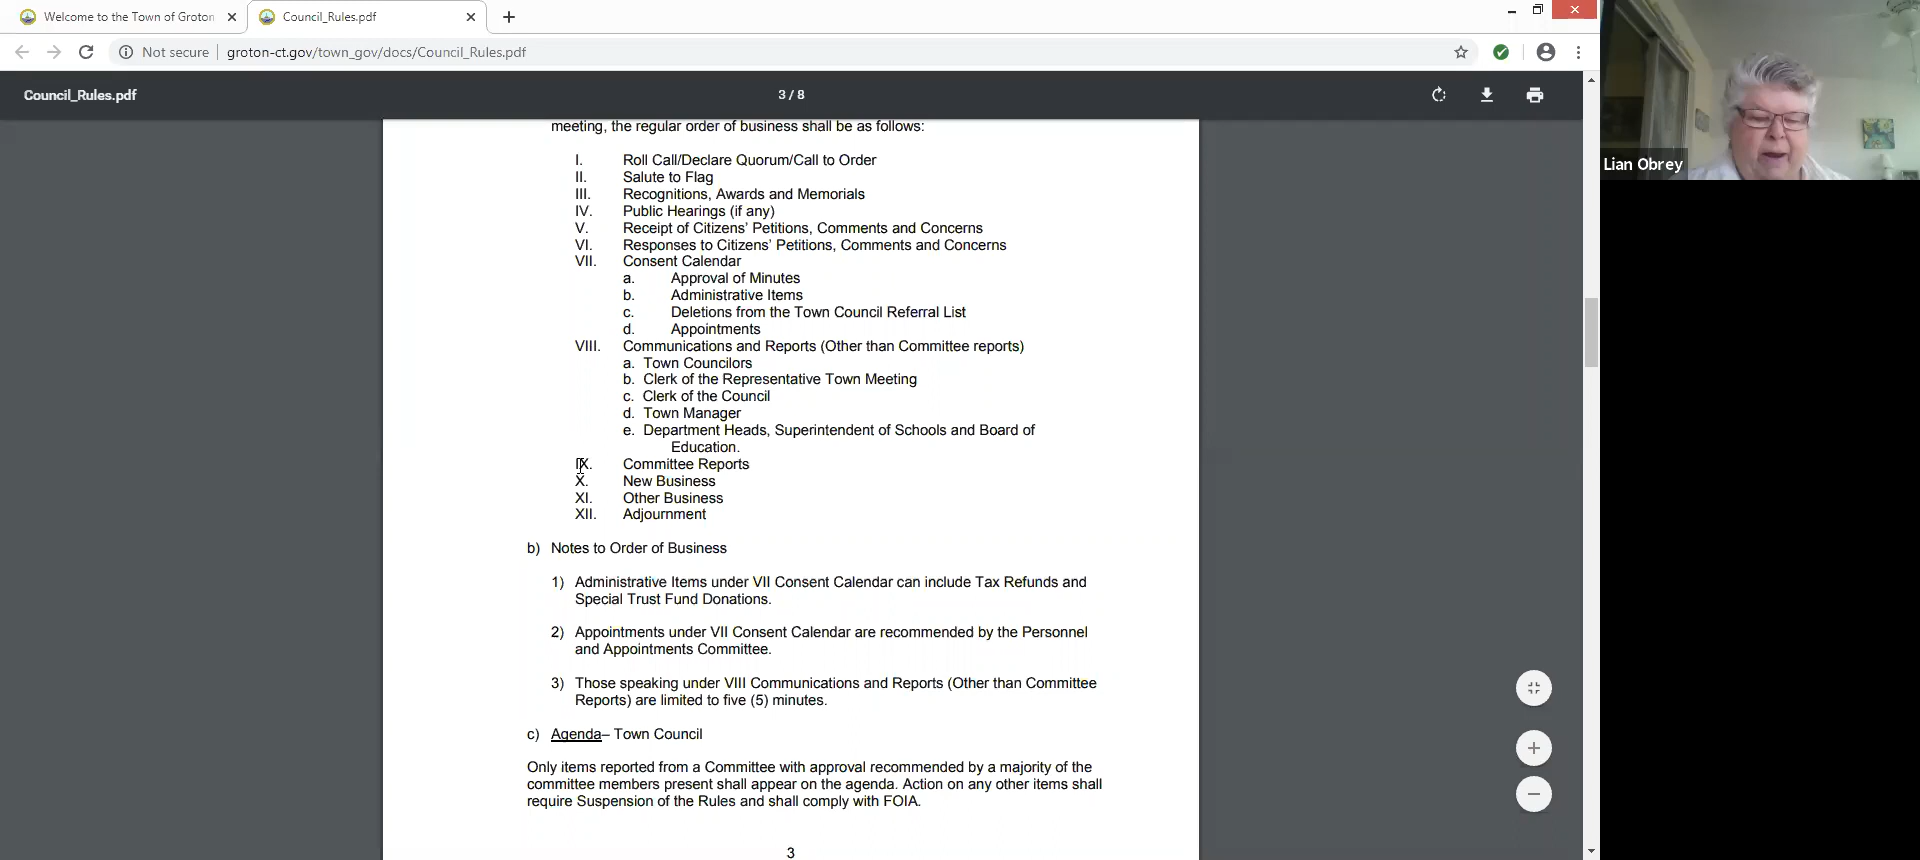 Welcome to the Town of Groton
Council_Rules.pdf
Not secure
groton-ct.gov/town_gov/docs/Council_Rules.pdf
Council_Rules.pdf
3 / 8
meeting, the regular order of business shall be as follows:
I. Roll Call/Declare Quorum/Call to Order
II. Salute to Flag
III. Recognitions, Awards and Memorials
IV. Public Hearings (if any)
V. Receipt of Citizens' Petitions, Comments and Concerns
VI. Responses to Citizens' Petitions, Comments and Concerns
VII. Consent Calendar
a. Approval of Minutes
b. Administrative Items
c. Deletions from the Town Council Referral List
d. Appointments
VIII. Communications and Reports (Other than Committee reports)
a. Town Councilors
b. Clerk of the Representative Town Meeting
c. Clerk of the Council
d. Town Manager
e. Department Heads, Superintendent of Schools and Board of
Education.
IX. Committee Reports
X. New Business
XI. Other Business
XII. Adjournment
b) Notes to Order of Business
1) Administrative Items under VII Consent Calendar can include Tax Refunds and
Special Trust Fund Donations.
2) Appointments under VII Consent Calendar are recommended by the Personnel
and Appointments Committee.
3) Those speaking under VIII Communications and Reports (Other than Committee
Reports) are limited to five (5) minutes.
c) Agenda– Town Council
Only items reported from a Committee with approval recommended by a majority of the
committee members present shall appear on the agenda. Action on any other items shall
require Suspension of the Rules and shall comply with FOIA.
3
Lian Obrey